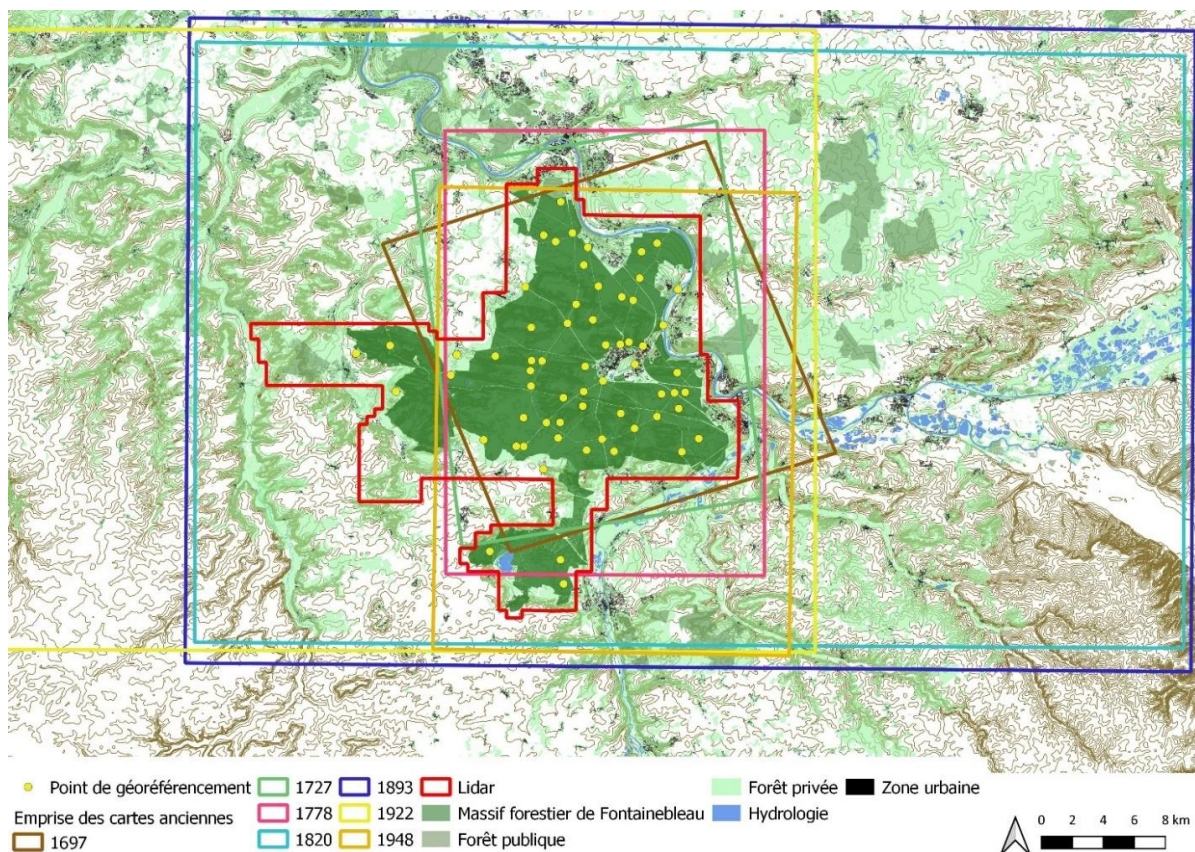 Point de géoréférencement
Emprise des cartes anciennes
1697
1727
1778
1820
1893
1922
1948
Lidar
Massif forestier de Fontainebleau
Forêt publique
Forêt privée
Hydrologie
Zone urbaine
0 2 4 6 8 km